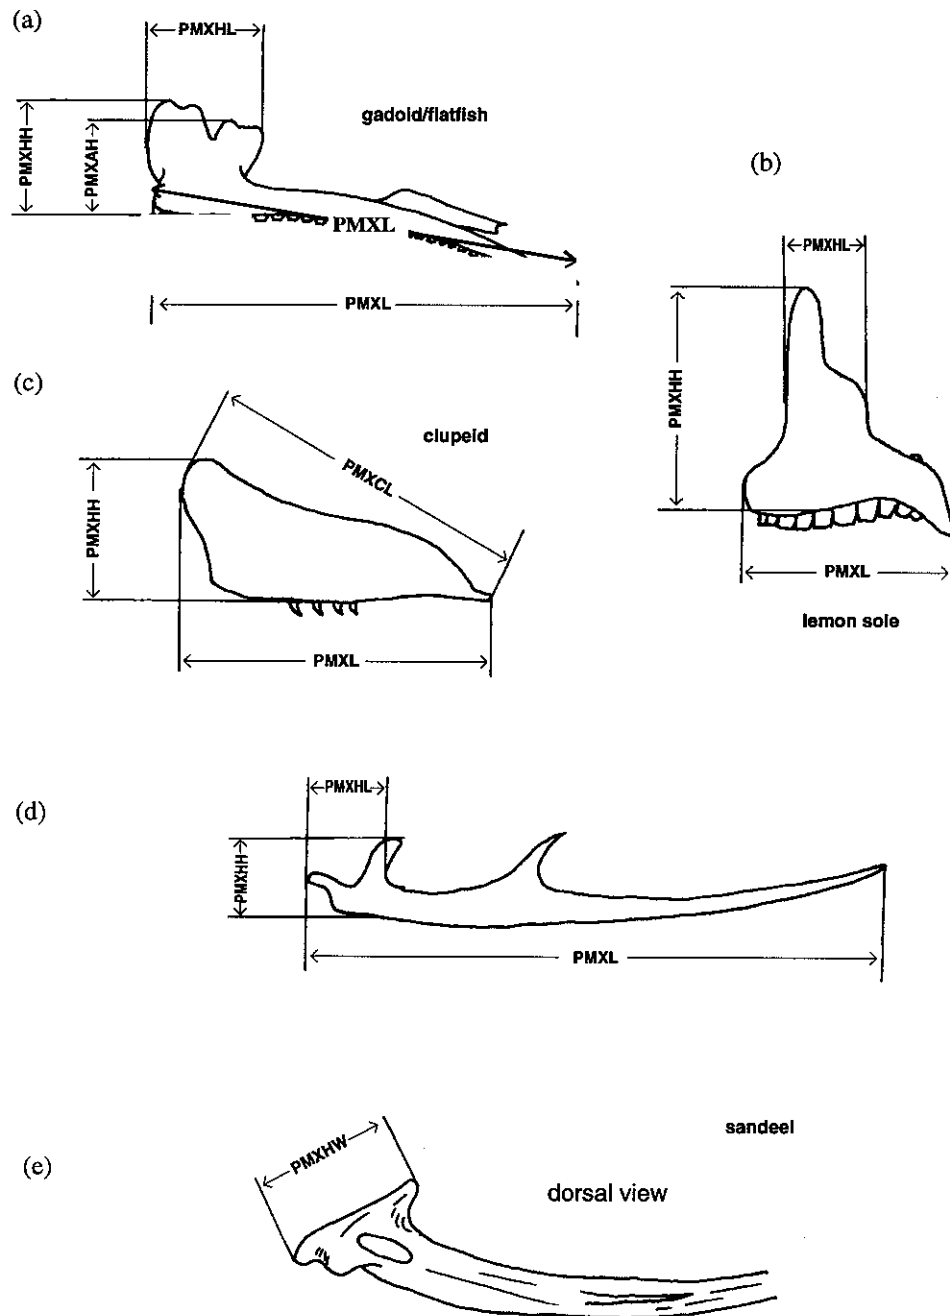 (a)
PMXHL
gadoid/flatfish
PMXHH
PMXAH
PMXL
PMXL
(b)
PMXHL
PMXHH
PMXL
lemon sole
(c)
clupeid
PMXCL
PMXHH
PMXL
(d)
PMXHL
PMXHH
PMXL
sandeel
(e)
PMXHW
dorsal view